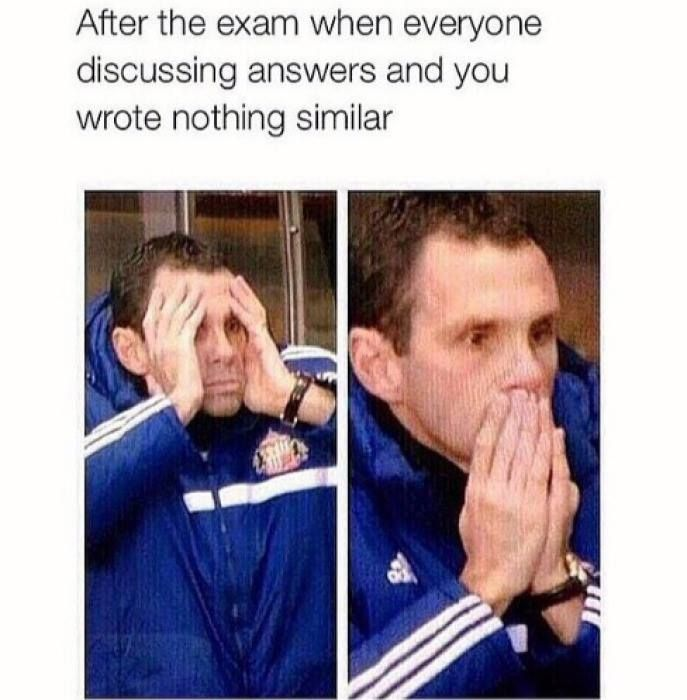 After the exam when everyone
discussing answers and you
wrote nothing similar